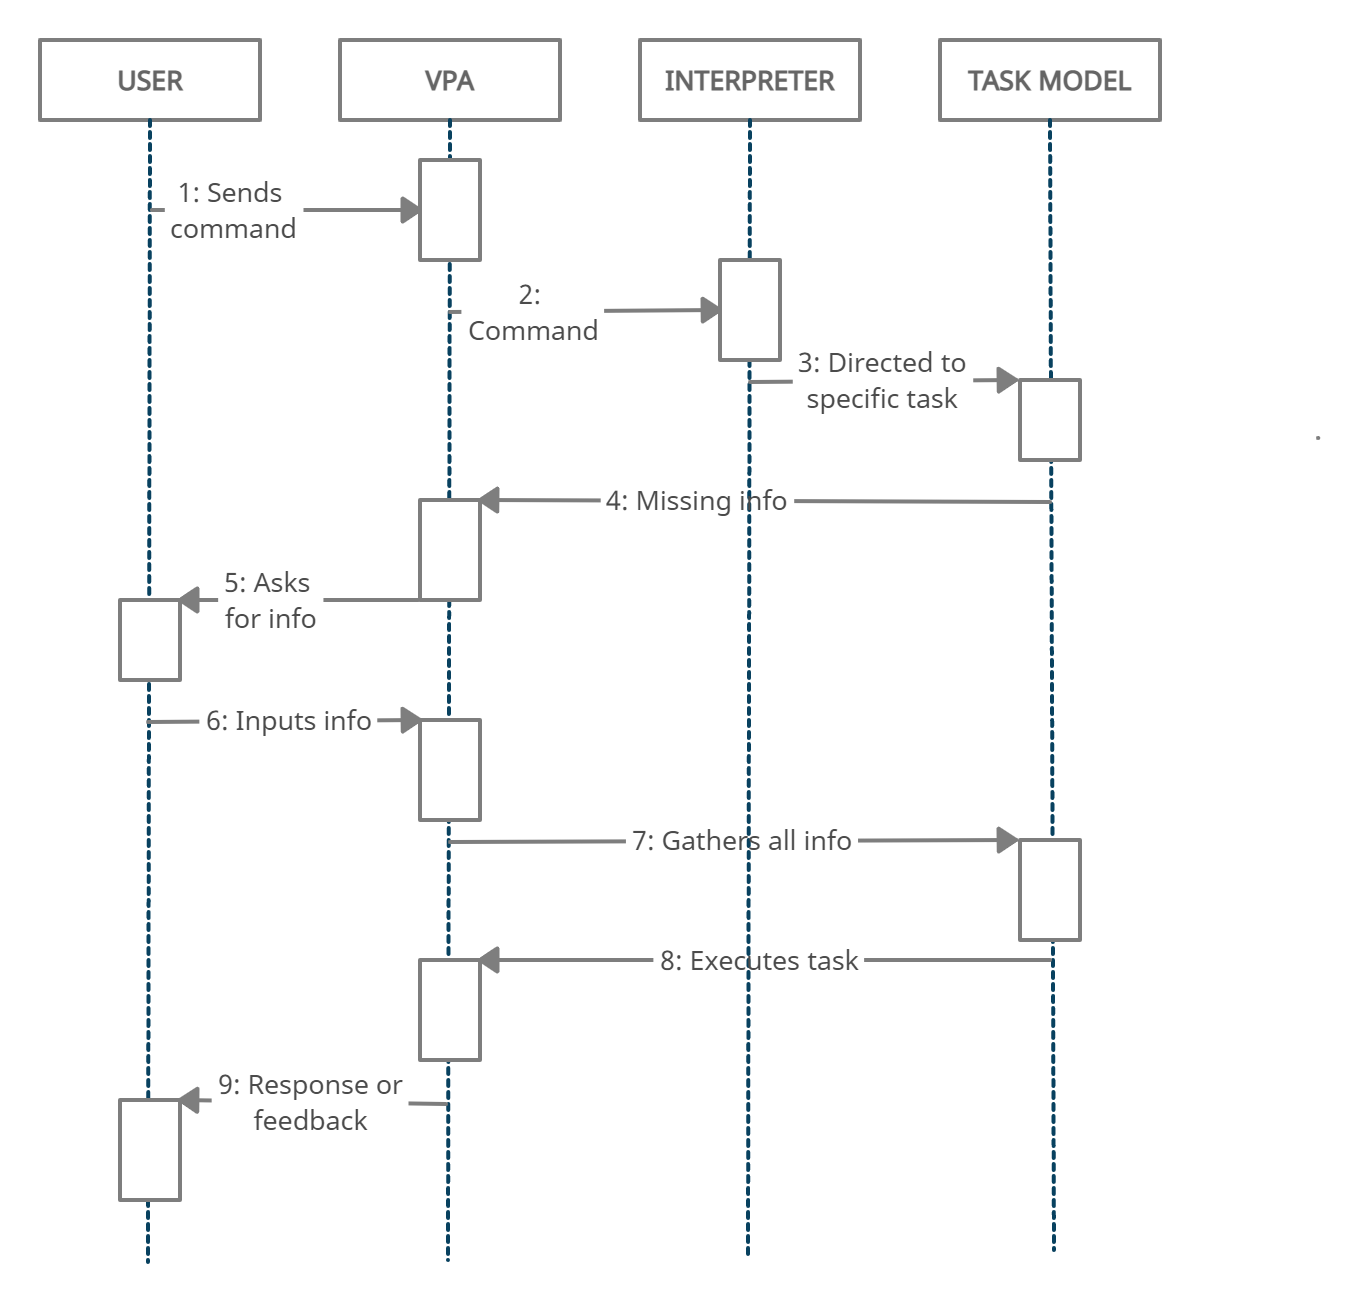 USER
VPA
INTERPRETER
TASK MODEL
1: Sends
command
2:
Command
3: Directed to
specific task
4: Missing info
5: Asks
for info
6: Inputs info
7: Gathers all info
8: Executes task
9: Response or
feedback